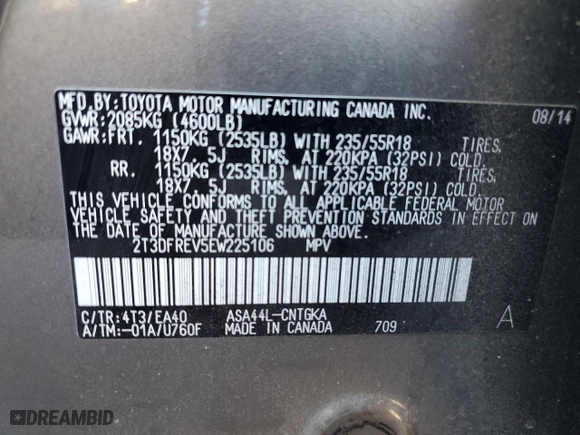 MFD.BY:TOYOTA MOTOR MANUFACTURING CANADA INC.
GVWR:2085KG (4600LB) 08/14
GAWR:FRT. 1150KG (2535LB) WITH 235/55R18 TIRES,
18X7.5J RIMS, AT 220KPA (32PSI) COLD.
RR. 1150KG (2535LB) WITH 235/55R18 TIRES,
18X7.5J RIMS, AT 220KPA (32PSI) COLD.
THIS VEHICLE CONFORMS TO ALL APPLICABLE FEDERAL MOTOR
VEHICLE SAFETY AND THEFT PREVENTION STANDARDS IN EFFECT ON
THE DATE OF MANUFACTURE SHOWN ABOVE.
2T3DFREV5EW225106 MPV
C/TR:4T3/EA40 ASA44L-CNTGKA
A/TM:-01A/U760F MADE IN CANADA 709 A
DREAMBID